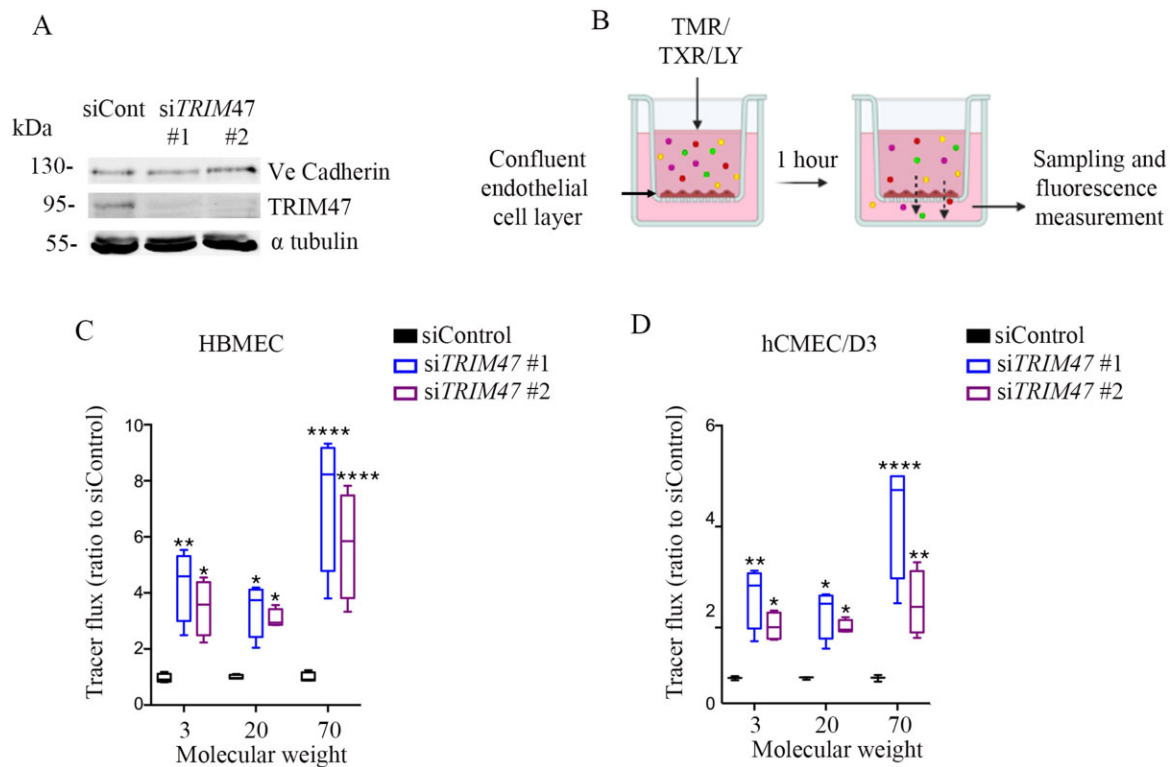 A
siCont siTRIM47
kDa #1 #2
130- Ve Cadherin
95- TRIM47
55- α tubulin
B
TMR/
TXR/LY
Confluent
endothelial
cell layer
1 hour
Sampling and
fluorescence
measurement
C
HBMEC
siControl
siTRIM47 #1
siTRIM47 #2
Tracer flux (ratio to siControl)
10
8
6
4
2
0
** * * * **** ****
3 20 70
Molecular weight
D
hCMEC/D3
siControl
siTRIM47 #1
siTRIM47 #2
Tracer flux (ratio to siControl)
6
4
2
0
** * * * **** **
3 20 70
Molecular weight